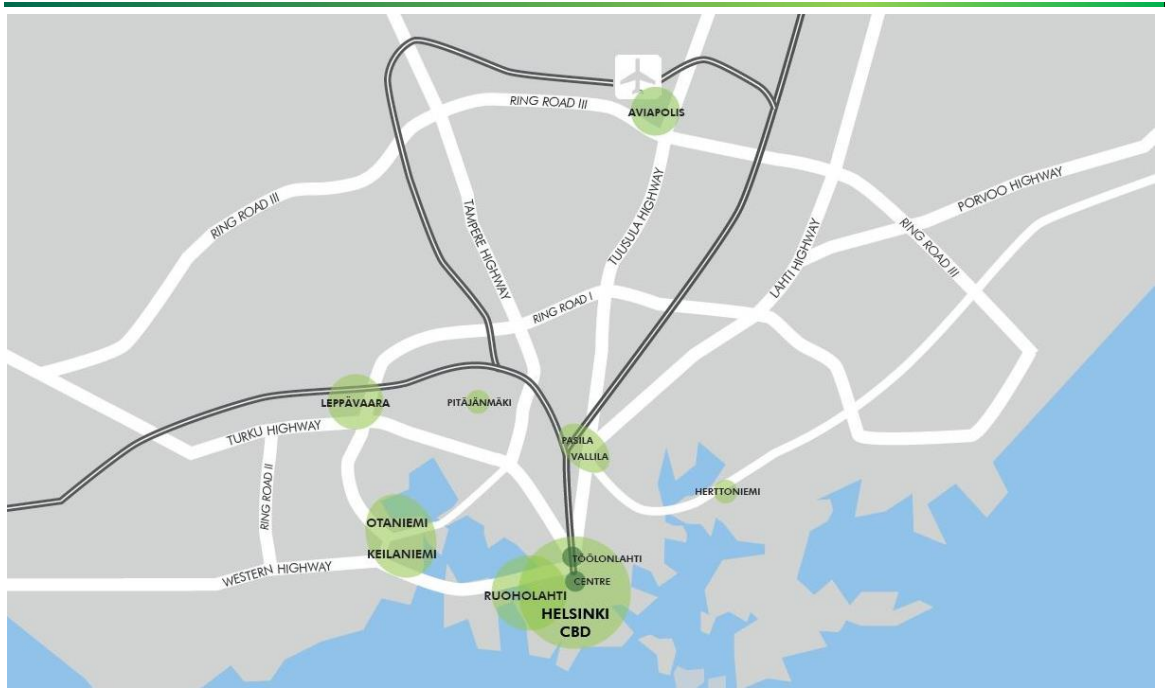 RING ROAD III
AVIAPOLIS
RING ROAD III
TAMPERE HIGHWAY
TUUSULA HIGHWAY
LAHTI HIGHWAY
PORVOO HIGHWAY
RING ROAD III
RING ROAD I
LEPPÄVAARA
PITÄJÄNMÄKI
TURKU HIGHWAY
RING ROAD II
PASILA
VALLILA
HERTTONIEMI
OTANIEMI
KEILANIEMI
WESTERN HIGHWAY
TÖÖLONLAHTI
CENTRE
RUOHOLAHTI
HELSINKI
CBD